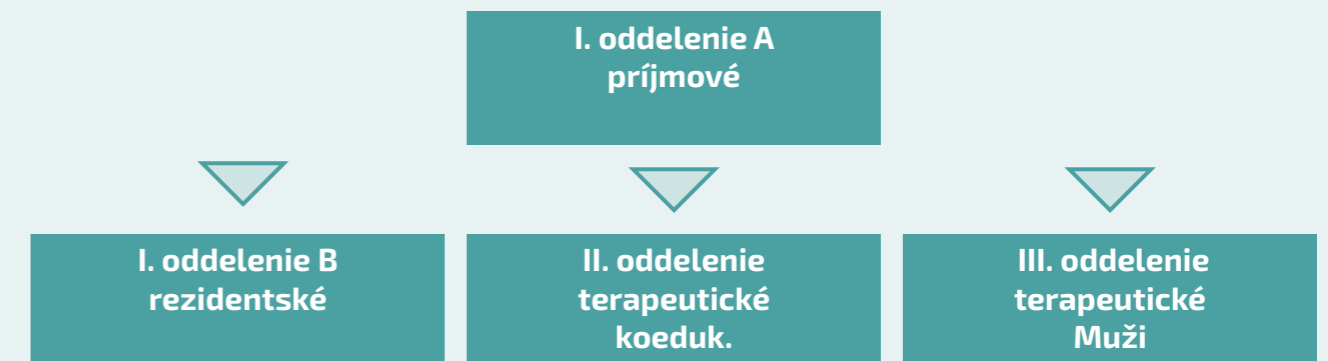 I. oddelenie A
príjmové
I. oddelenie B
rezidentské
II. oddelenie
terapeutické
koeduk.
III. oddelenie
terapeutické
Muži